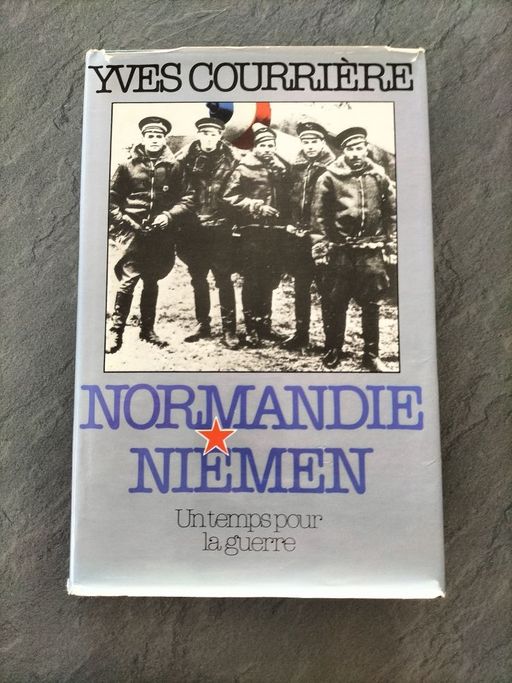 YVES COURRIÈRE
NORMANDIE
NIEMEN
Un temps pour
la guerre